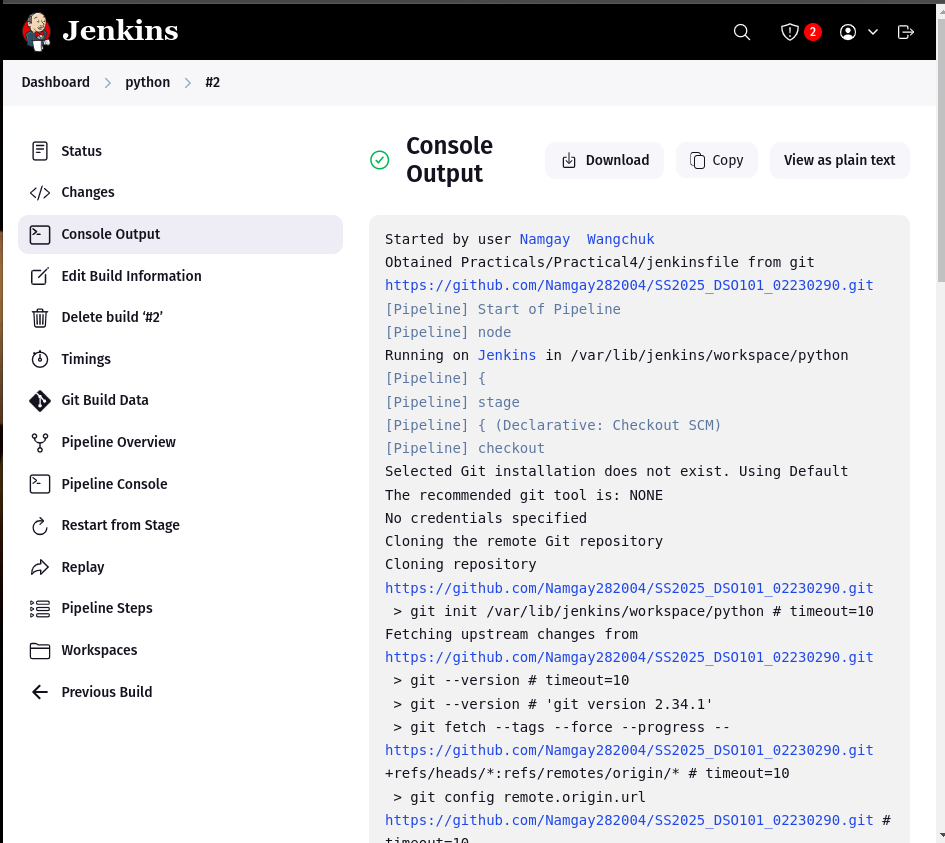 Jenkins
2
Dashboard > python > #2
Status
Changes
Console Output
Edit Build Information
Delete build ‘#2’
Timings
Git Build Data
Pipeline Overview
Pipeline Console
Restart from Stage
Replay
Pipeline Steps
Workspaces
Previous Build
Console
Output
Download
Copy
View as plain text
Started by user Namgay  Wangchuk
Obtained Practicals/Practical4/jenkinsfile from git
https://github.com/Namgay282004/SS2025_DSO101_02230290.git
[Pipeline] Start of Pipeline
[Pipeline] node
Running on Jenkins in /var/lib/jenkins/workspace/python
[Pipeline] {
[Pipeline] stage
[Pipeline] { (Declarative: Checkout SCM)
[Pipeline] checkout
Selected Git installation does not exist. Using Default
The recommended git tool is: NONE
No credentials specified
Cloning the remote Git repository
Cloning repository
https://github.com/Namgay282004/SS2025_DSO101_02230290.git
> git init /var/lib/jenkins/workspace/python # timeout=10
Fetching upstream changes from
https://github.com/Namgay282004/SS2025_DSO101_02230290.git
> git --version # timeout=10
> git --version # 'git version 2.34.1'
> git fetch --tags --force --progress --
https://github.com/Namgay282004/SS2025_DSO101_02230290.git
+refs/heads/*:refs/remotes/origin/* # timeout=10
> git config remote.origin.url
https://github.com/Namgay282004/SS2025_DSO101_02230290.git #
timeout=10